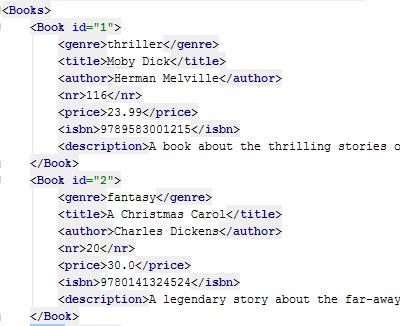 <Books>
<Book id="1">
<genre>thriller</genre>
<title>Moby Dick</title>
<author>Herman Melville</author>
<nr>116</nr>
<price>23.99</price>
<isbn>9789583001215</isbn>
<description>A book about the thrilling stories o
</Book>
<Book id="2">
<genre>fantasy</genre>
<title>A Christmas Carol</title>
<author>Charles Dickens</author>
<nr>20</nr>
<price>30.0</price>
<isbn>9780141324524</isbn>
<description>A legendary story about the far-away
</Book>